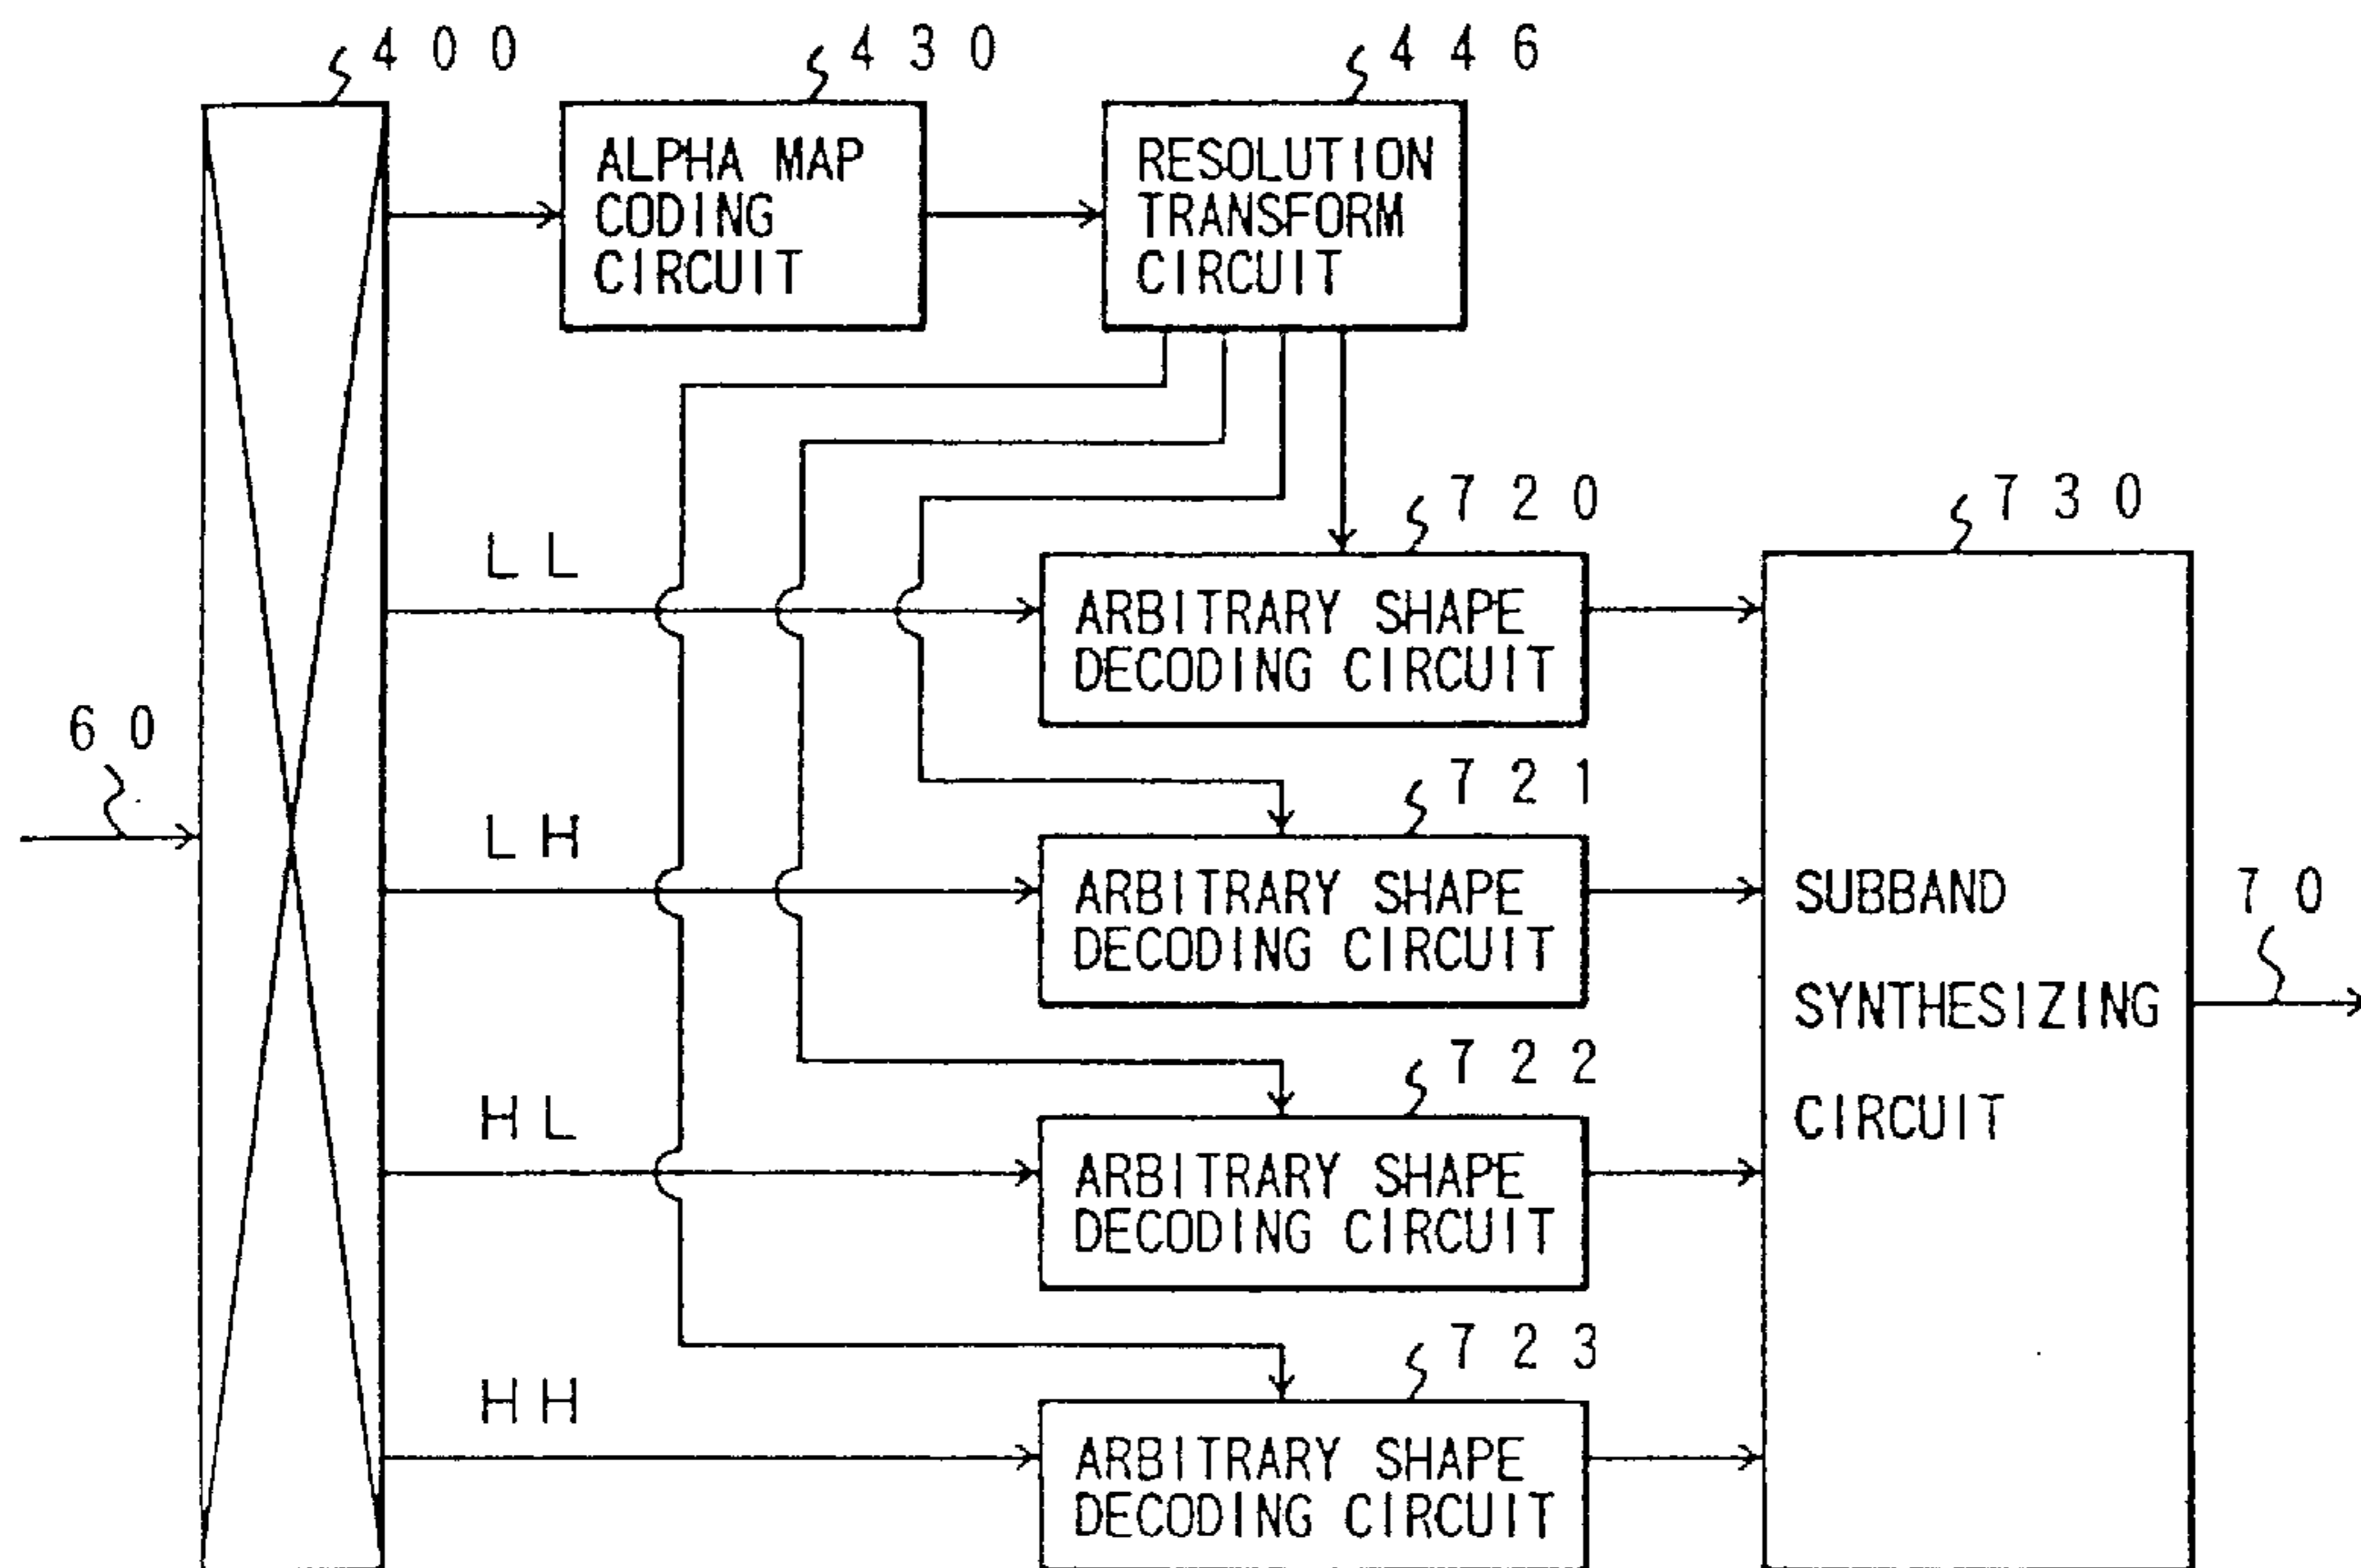 400
430
446
ALPHA MAP
CODING
CIRCUIT
RESOLUTION
TRANSFORM
CIRCUIT
720
730
LL
ARBITRARY SHAPE
DECODING CIRCUIT
60
721
LH
ARBITRARY SHAPE
DECODING CIRCUIT
SUBBAND
SYNTHESIZING
CIRCUIT
70
722
HL
ARBITRARY SHAPE
DECODING CIRCUIT
723
HH
ARBITRARY SHAPE
DECODING CIRCUIT